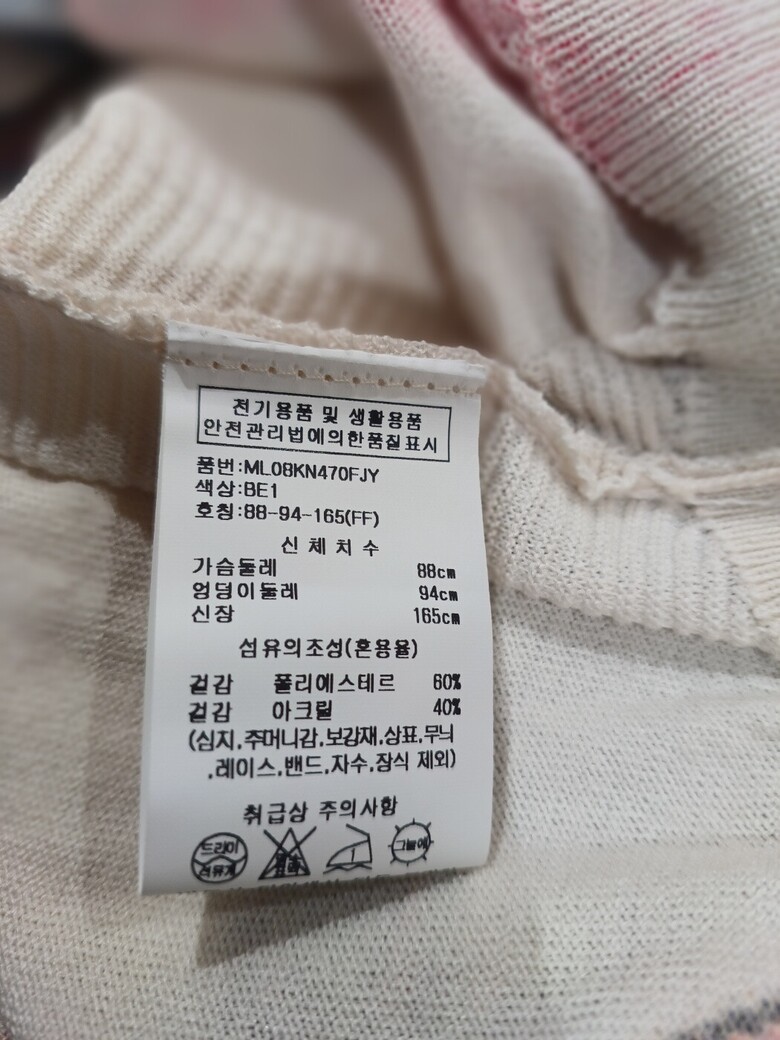 전기용품 및 생활용품
안전관리법에의한품질표시
품번:ML08KN470FJY
색상:BE1
호칭:88-94-165(FF)
신체치수
가슴둘레 88cm
엉덩이둘레 94cm
신장 165cm
섬유의조성(혼용율)
겉감 폴리에스테르 60%
겉감 아크릴 40%
(심지,주머니감,보강재,상표,무늬
,레이스,밴드,자수,장식 제외)
취급상 주의사항
드라이 그늘에
석유계